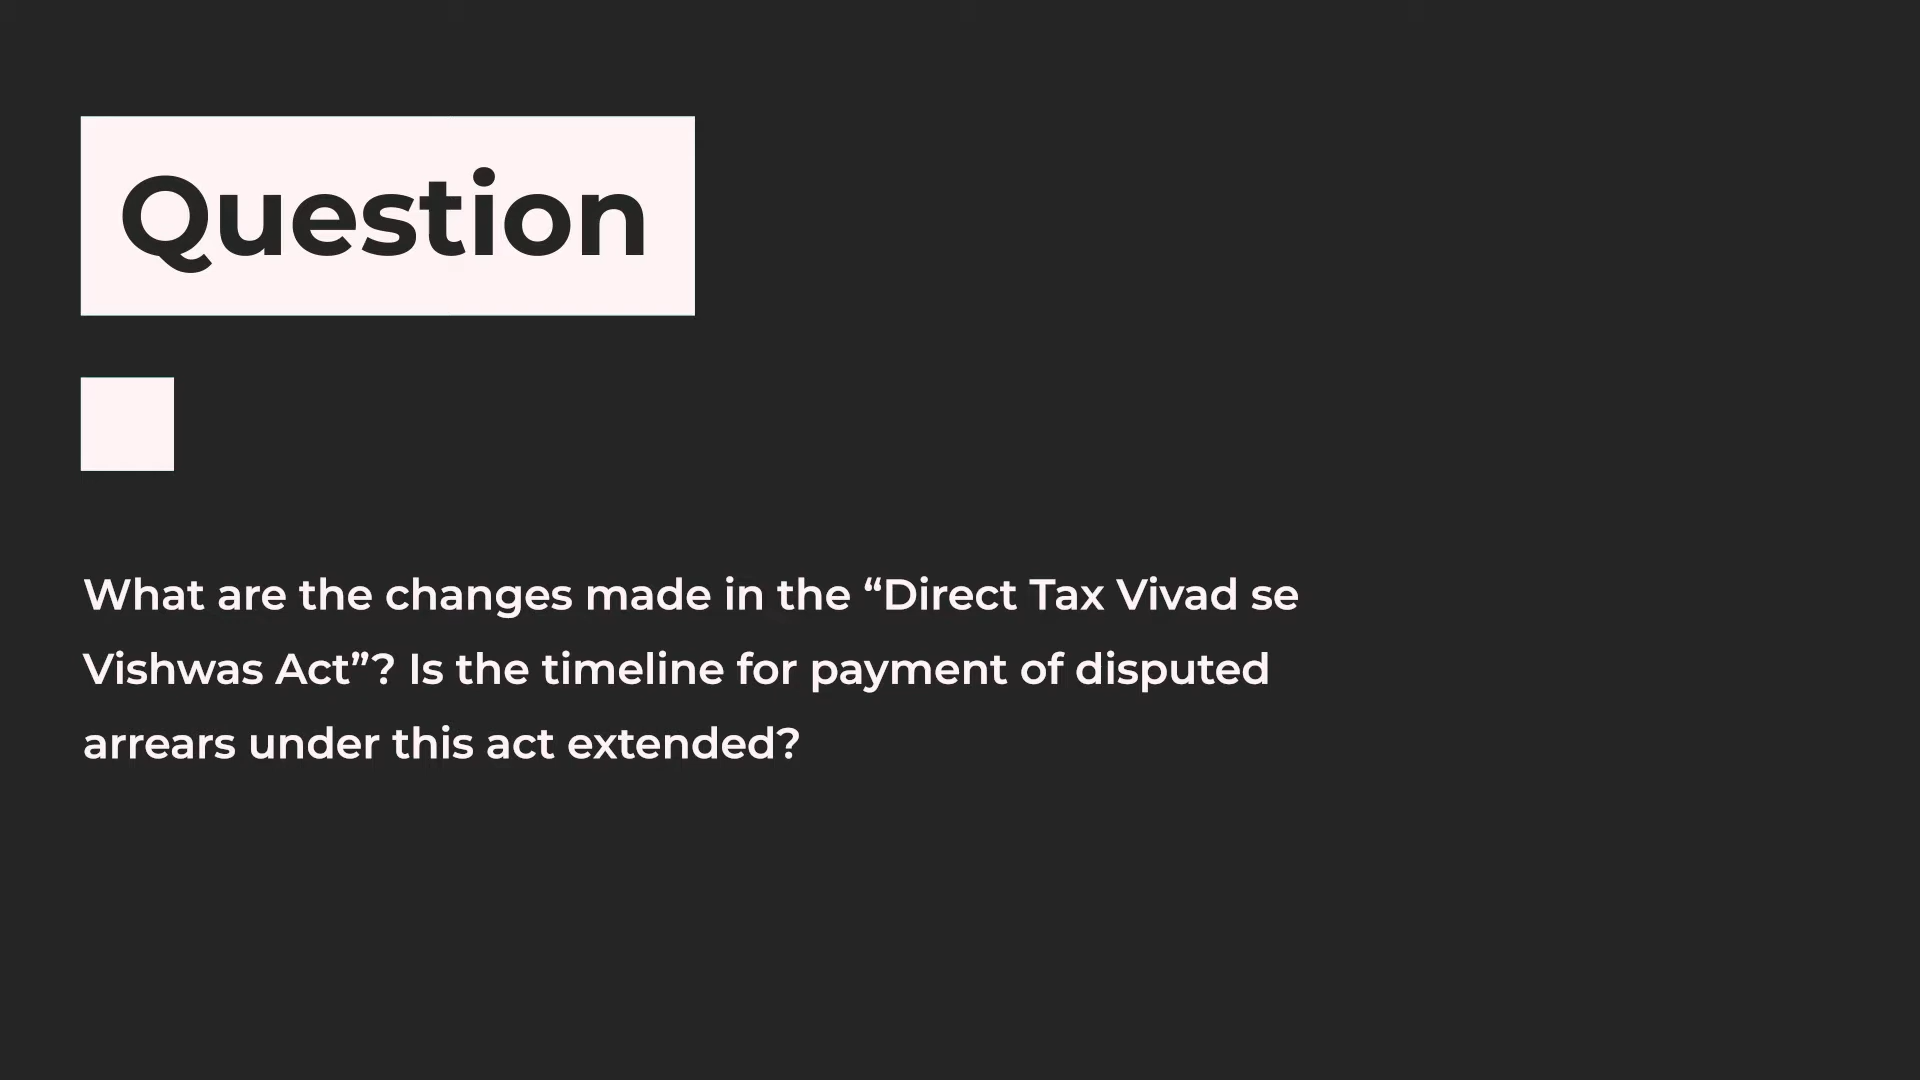 Question
What are the changes made in the “Direct Tax Vivad se
Vishwas Act”? Is the timeline for payment of disputed
arrears under this act extended?